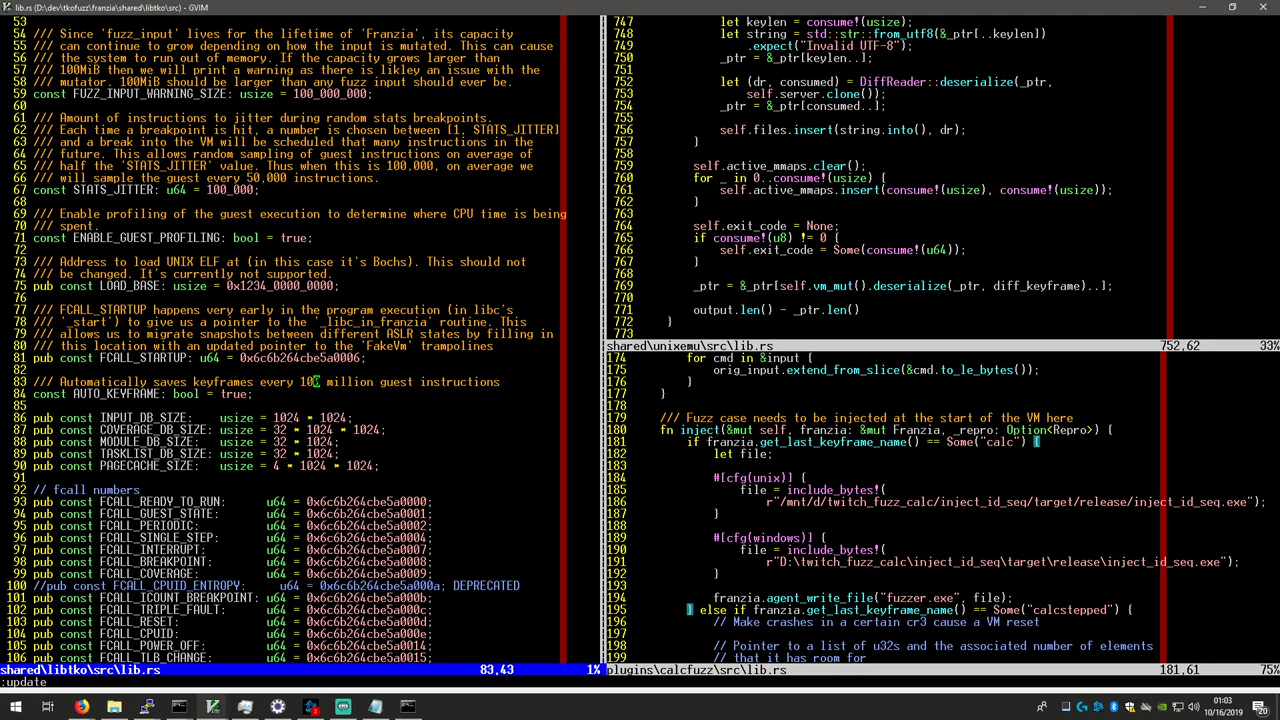 lib.rs (D:\dev\tkofuzz\franzia\shared\libtko\src) - GVIM
53
54 /// Since 'fuzz_input' lives for the lifetime of 'Franzia', its capacity
55 /// can continue to grow depending on how the input is mutated. This can cause
56 /// the system to run out of memory. If the capacity grows larger than
57 /// 100MiB then we will print a warning as there is likley an issue with the
58 /// mutator. 100MiB should be larger than any fuzz input should ever be.
59 const FUZZ_INPUT_WARNING_SIZE: usize = 100_000_000;
60
61 /// Amount of instructions to jitter during random stats breakpoints.
62 /// Each time a breakpoint is hit, a number is chosen between [1, STATS_JITTER]
63 /// and a break into the VM will be scheduled that many instructions in the
64 /// future. This allows random sampling of guest instructions on average of
65 /// half the 'STATS_JITTER' value. Thus when this is 100,000, on average we
66 /// will sample the guest every 50,000 instructions.
67 const STATS_JITTER: u64 = 100_000;
68
69 /// Enable profiling of the guest execution to determine where CPU time is being
70 /// spent.
71 const ENABLE_GUEST_PROFILING: bool = true;
72
73 /// Address to load UNIX ELF at (in this case it's Bochs). This should not
74 /// be changed. It's currently not supported.
75 pub const LOAD_BASE: usize = 0x1234_0000_0000;
76
77 /// FCALL_STARTUP happens very early in the program execution (in libc's
78 /// '_start') to give us a pointer to the '_libc_in_franzia' routine. This
79 /// allows us to migrate snapshots between different ASLR states by filling in
80 /// this location with an updated pointer to the 'FakeVm' trampolines
81 pub const FCALL_STARTUP: u64 = 0x6c6b264cbe5a0006;
82
83 /// Automatically saves keyframes every 100 million guest instructions
84 const AUTO_KEYFRAME: bool = true;
85
86 pub const INPUT_DB_SIZE: usize = 1024 * 1024;
87 pub const COVERAGE_DB_SIZE: usize = 32 * 1024 * 1024;
88 pub const MODULE_DB_SIZE: usize = 32 * 1024;
89 pub const TASKLIST_DB_SIZE: usize = 32 * 1024;
90 pub const PAGECACHE_SIZE: usize = 4 * 1024 * 1024;
91
92 // fcall numbers
93 pub const FCALL_READY_TO_RUN: u64 = 0x6c6b264cbe5a0000;
94 pub const FCALL_GUEST_STATE: u64 = 0x6c6b264cbe5a0001;
95 pub const FCALL_PERIODIC: u64 = 0x6c6b264cbe5a0002;
96 pub const FCALL_SINGLE_STEP: u64 = 0x6c6b264cbe5a0004;
97 pub const FCALL_INTERRUPT: u64 = 0x6c6b264cbe5a0007;
98 pub const FCALL_BREAKPOINT: u64 = 0x6c6b264cbe5a0008;
99 pub const FCALL_COVERAGE: u64 = 0x6c6b264cbe5a0009;
100 //pub const FCALL_CPUID_ENTROPY: u64 = 0x6c6b264cbe5a000a; DEPRECATED
101 pub const FCALL_ICOUNT_BREAKPOINT: u64 = 0x6c6b264cbe5a000b;
102 pub const FCALL_TRIPLE_FAULT: u64 = 0x6c6b264cbe5a000c;
103 pub const FCALL_RESET: u64 = 0x6c6b264cbe5a000d;
104 pub const FCALL_CPUID: u64 = 0x6c6b264cbe5a000e;
105 pub const FCALL_POWER_OFF: u64 = 0x6c6b264cbe5a0014;
106 pub const FCALL_TLB_CHANGE: u64 = 0x6c6b264cbe5a0015;
shared\libtko\src\lib.rs 83,43 1%
:update
747 let keylen = consume!(usize);
748 let string = std::str::from_utf8(&_ptr[..keylen])
749 .expect("Invalid UTF-8");
750 _ptr = &_ptr[keylen..];
751
752 let (dr, consumed) = DiffReader::deserialize(_ptr,
753 self.server.clone());
754 _ptr = &_ptr[consumed..];
755
756 self.files.insert(string.into(), dr);
757 }
758
759 self.active_mmaps.clear();
760 for _ in 0..consume!(usize) {
761 self.active_mmaps.insert(consume!(usize), consume!(usize));
762 }
763
764 self.exit_code = None;
765 if consume!(u8) != 0 {
766 self.exit_code = Some(consume!(u64));
767 }
768
769 _ptr = &_ptr[self.vm_mut().deserialize(_ptr, diff_keyframe)..];
770
771 output.len() - _ptr.len()
772 }
773
shared\unixemu\src\lib.rs 752,62 33%
174 for cmd in &input {
175 orig_input.extend_from_slice(&cmd.to_le_bytes());
176 }
177 }
178
179 /// Fuzz case needs to be injected at the start of the VM here
180 fn inject(&mut self, franzia: &mut Franzia, _repro: Option<Repro>) {
181 if franzia.get_last_keyframe_name() == Some("calc") {
182 let file;
183
184 #[cfg(unix)] {
185 file = include_bytes!(
186 r"/mnt/d/twitch_fuzz_calc/inject_id_seq/target/release/inject_id_seq.exe");
187 }
188
189 #[cfg(windows)] {
190 file = include_bytes!(
191 r"D:\twitch_fuzz_calc\inject_id_seq\target\release\inject_id_seq.exe");
192 }
193
194 franzia.agent_write_file("fuzzer.exe", file);
195 } else if franzia.get_last_keyframe_name() == Some("calcstepped") {
196 // Make crashes in a certain cr3 cause a VM reset
197
198 // Pointer to a list of u32s and the associated number of elements
199 // that it has room for
plugins\calcfuzz\src\lib.rs 181,61 75%
01:03
10/16/2019
20